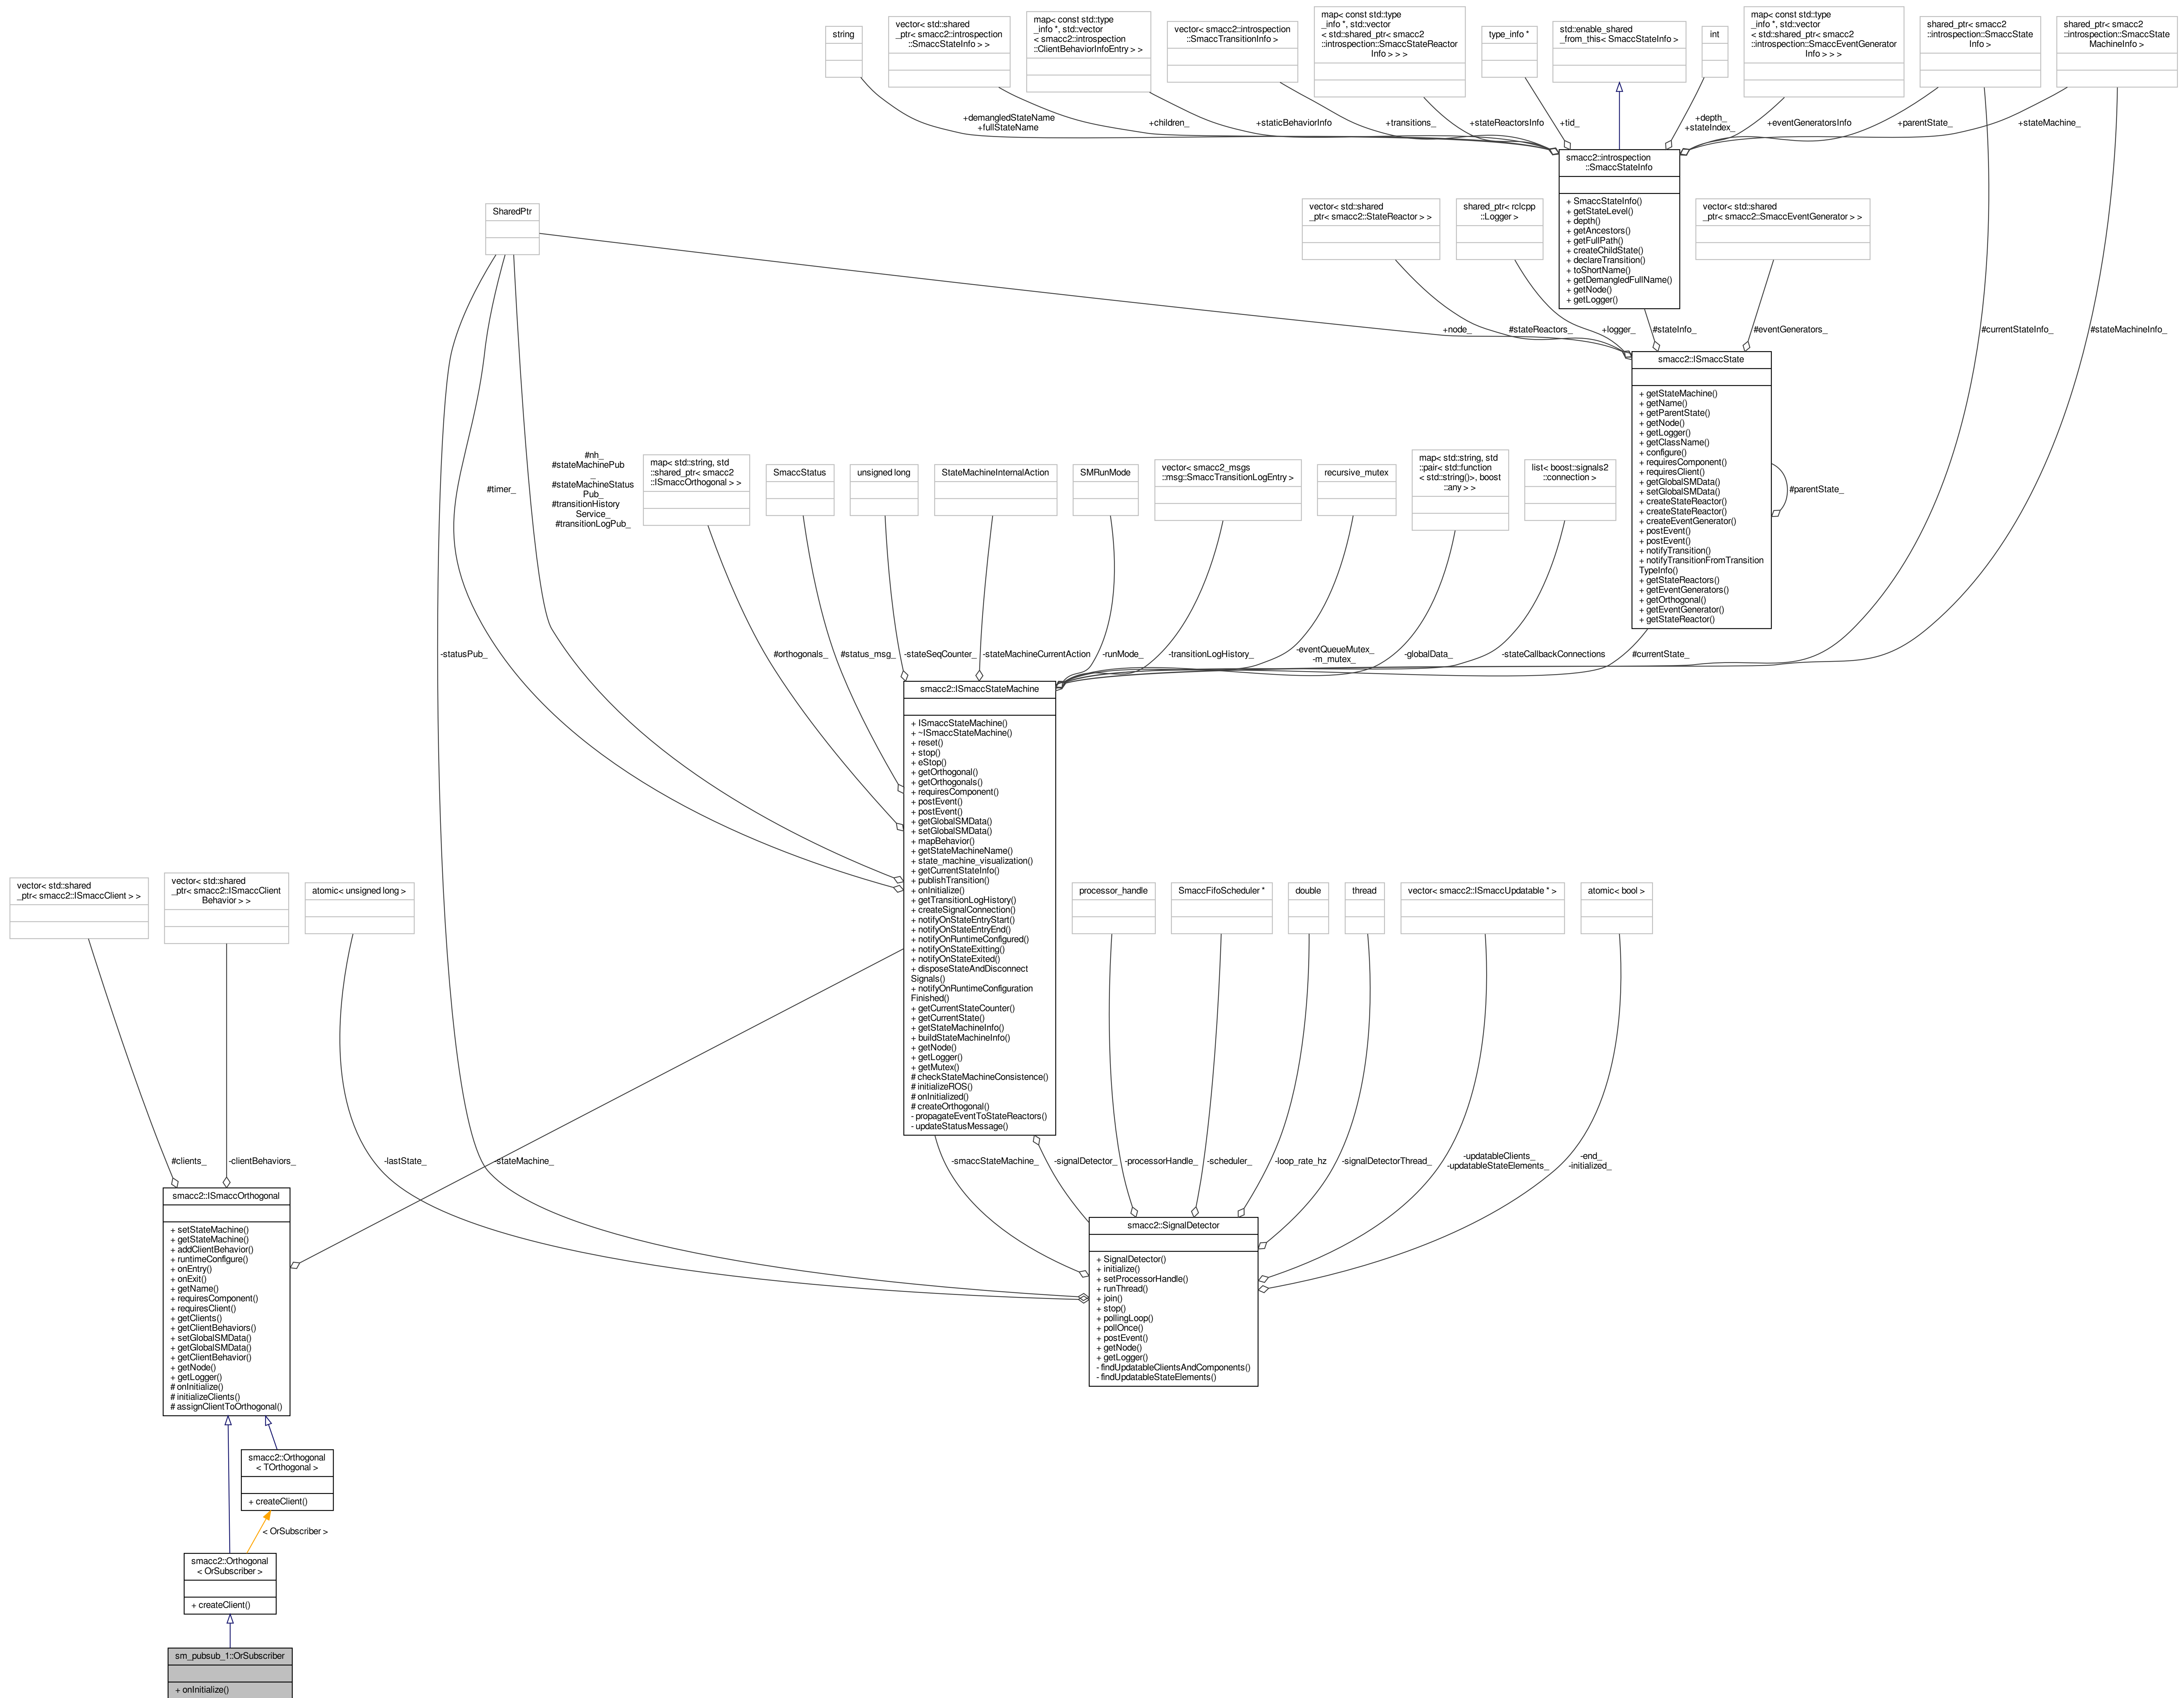 string
vector< std::shared
_ptr< smacc2::introspection
::SmaccStateInfo > >
map< const std::type
_info *, std::vector
< smacc2::introspection
::ClientBehaviorInfoEntry > >
vector< smacc2::introspection
::SmaccTransitionInfo >
map< const std::type
_info *, std::vector
< std::shared_ptr< smacc2
::introspection::SmaccStateReactor
Info > > >
type_info *
std::enable_shared
_from_this< SmaccStateInfo >
int
map< const std::type
_info *, std::vector
< std::shared_ptr< smacc2
::introspection::SmaccEventGenerator
Info > > >
shared_ptr< smacc2
::introspection::SmaccState
Info >
shared_ptr< smacc2
::introspection::SmaccState
MachineInfo >
+demangledStateName
+fullStateName
+children_
+staticBehaviorInfo
+transitions_
+stateReactorsInfo
+tid_
+depth_
+stateIndex_
+eventGeneratorsInfo
+parentState_
+stateMachine_
smacc2::introspection
::SmaccStateInfo
+ SmaccStateInfo()
+ getStateLevel()
+ depth()
+ getAncestors()
+ getFullPath()
+ createChildState()
+ declareTransition()
+ toShortName()
+ getDemangledFullName()
+ getNode()
+ getLogger()
SharedPtr
vector< std::shared
_ptr< smacc2::StateReactor > >
shared_ptr< rclcpp
::Logger >
vector< std::shared
_ptr< smacc2::SmaccEventGenerator > >
+node_
#stateReactors_
+logger_
#stateInfo_
#eventGenerators_
#currentStateInfo_
#stateMachineInfo_
smacc2::ISmaccState
+ getStateMachine()
+ getName()
+ getParentState()
+ getNode()
+ getLogger()
+ getClassName()
+ configure()
+ requiresComponent()
+ requiresClient()
+ getGlobalSMData()
+ setGlobalSMData()
+ createStateReactor()
+ createStateReactor()
+ createEventGenerator()
+ postEvent()
+ postEvent()
+ notifyTransition()
+ notifyTransitionFromTransition
TypeInfo()
+ getStateReactors()
+ getEventGenerators()
+ getOrthogonal()
+ getEventGenerator()
+ getStateReactor()
#parentState_
#timer_
#nh_
#stateMachinePub
_
#stateMachineStatus
Pub_
#transitionHistory
Service_
#transitionLogPub_
map< std::string, std
::shared_ptr< smacc2
::ISmaccOrthogonal > >
SmaccStatus
unsigned long
StateMachineInternalAction
SMRunMode
vector< smacc2_msgs
::msg::SmaccTransitionLogEntry >
recursive_mutex
map< std::string, std
::pair< std::function
< std::string()>, boost
::any > >
list< boost::signals2
::connection >
-statusPub_
#orthogonals_
#status_msg_
-stateSeqCounter_
-stateMachineCurrentAction
-runMode_
-transitionLogHistory_
-eventQueueMutex_
-m_mutex_
-globalData_
-stateCallbackConnections
#currentState_
smacc2::ISmaccStateMachine
+ ISmaccStateMachine()
+ ~ISmaccStateMachine()
+ reset()
+ stop()
+ eStop()
+ getOrthogonal()
+ getOrthogonals()
+ requiresComponent()
+ postEvent()
+ postEvent()
+ getGlobalSMData()
+ setGlobalSMData()
+ mapBehavior()
+ getStateMachineName()
+ state_machine_visualization()
+ getCurrentStateInfo()
+ publishTransition()
+ onInitialize()
+ getTransitionLogHistory()
+ createSignalConnection()
+ notifyOnStateEntryStart()
+ notifyOnStateEntryEnd()
+ notifyOnRuntimeConfigured()
+ notifyOnStateExitting()
+ notifyOnStateExited()
+ disposeStateAndDisconnect
Signals()
+ notifyOnRuntimeConfiguration
Finished()
+ getCurrentStateCounter()
+ getCurrentState()
+ getStateMachineInfo()
+ buildStateMachineInfo()
+ getNode()
+ getLogger()
+ getMutex()
# checkStateMachineConsistence()
# initializeROS()
# onInitialized()
# createOrthogonal()
- propagateEventToStateReactors()
- updateStatusMessage()
vector< std::shared
_ptr< smacc2::ISmaccClient > >
vector< std::shared
_ptr< smacc2::ISmaccClient
Behavior > >
atomic< unsigned long >
processor_handle
SmaccFifoScheduler *
double
thread
vector< smacc2::ISmaccUpdatable * >
atomic< bool >
#clients_
-clientBehaviors_
-lastState_
-stateMachine_
-smaccStateMachine_
-signalDetector_
-processorHandle_
-scheduler_
-loop_rate_hz
-signalDetectorThread_
-updatableClients_
-updatableStateElements_
-end_
-initialized_
smacc2::ISmaccOrthogonal
+ setStateMachine()
+ getStateMachine()
+ addClientBehavior()
+ runtimeConfigure()
+ onEntry()
+ onExit()
+ getName()
+ requiresComponent()
+ requiresClient()
+ getClients()
+ getClientBehaviors()
+ setGlobalSMData()
+ getGlobalSMData()
+ getClientBehavior()
+ getNode()
+ getLogger()
# onInitialize()
# initializeClients()
# assignClientToOrthogonal()
smacc2::SignalDetector
+ SignalDetector()
+ initialize()
+ setProcessorHandle()
+ runThread()
+ join()
+ stop()
+ pollingLoop()
+ pollOnce()
+ postEvent()
+ getNode()
+ getLogger()
- findUpdatableClientsAndComponents()
- findUpdatableStateElements()
smacc2::Orthogonal
< TOrthogonal >
+ createClient()
< OrSubscriber >
smacc2::Orthogonal
< OrSubscriber >
+ createClient()
sm_pubsub_1::OrSubscriber
+ onInitialize()